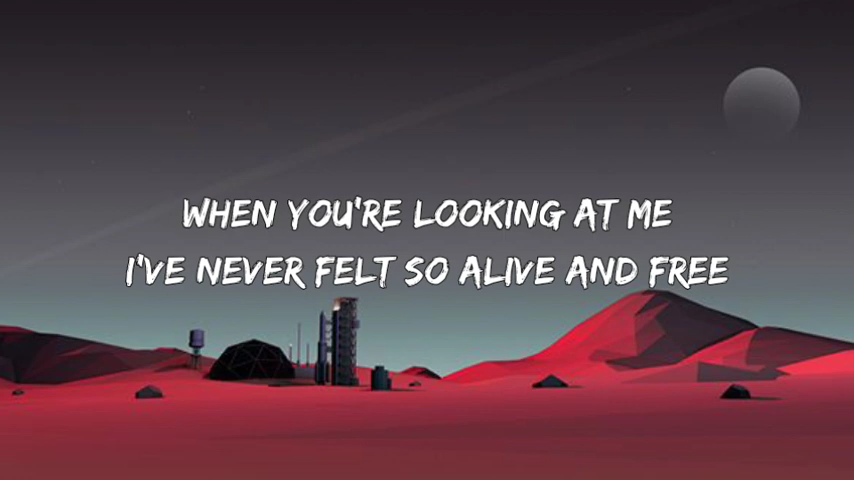 WHEN YOU'RE LOOKING AT ME
I'VE NEVER FELT SO ALIVE AND FREE